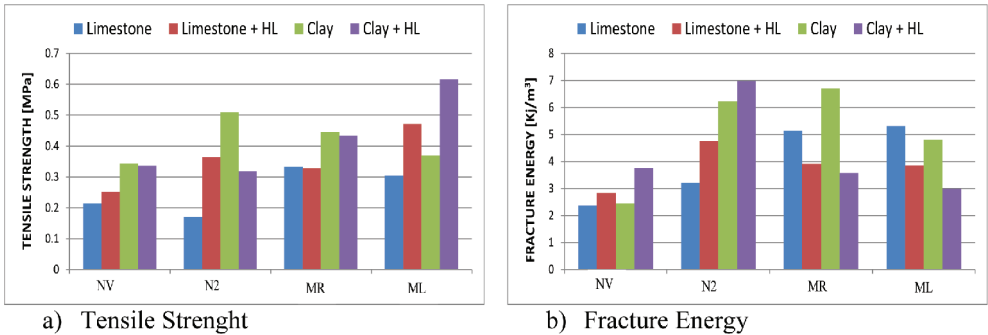 Limestone Limestone + HL Clay Clay + HL
TENSILE STRENGTH [MPa]
0.7
0.6
0.5
0.4
0.3
0.2
0.1
0
NV N2 MR ML
a) Tensile Strenght
Limestone Limestone + HL Clay Clay + HL
FRACTURE ENERGY [Kj/m³]
8
7
6
5
4
3
2
1
0
NV N2 MR ML
b) Fracture Energy